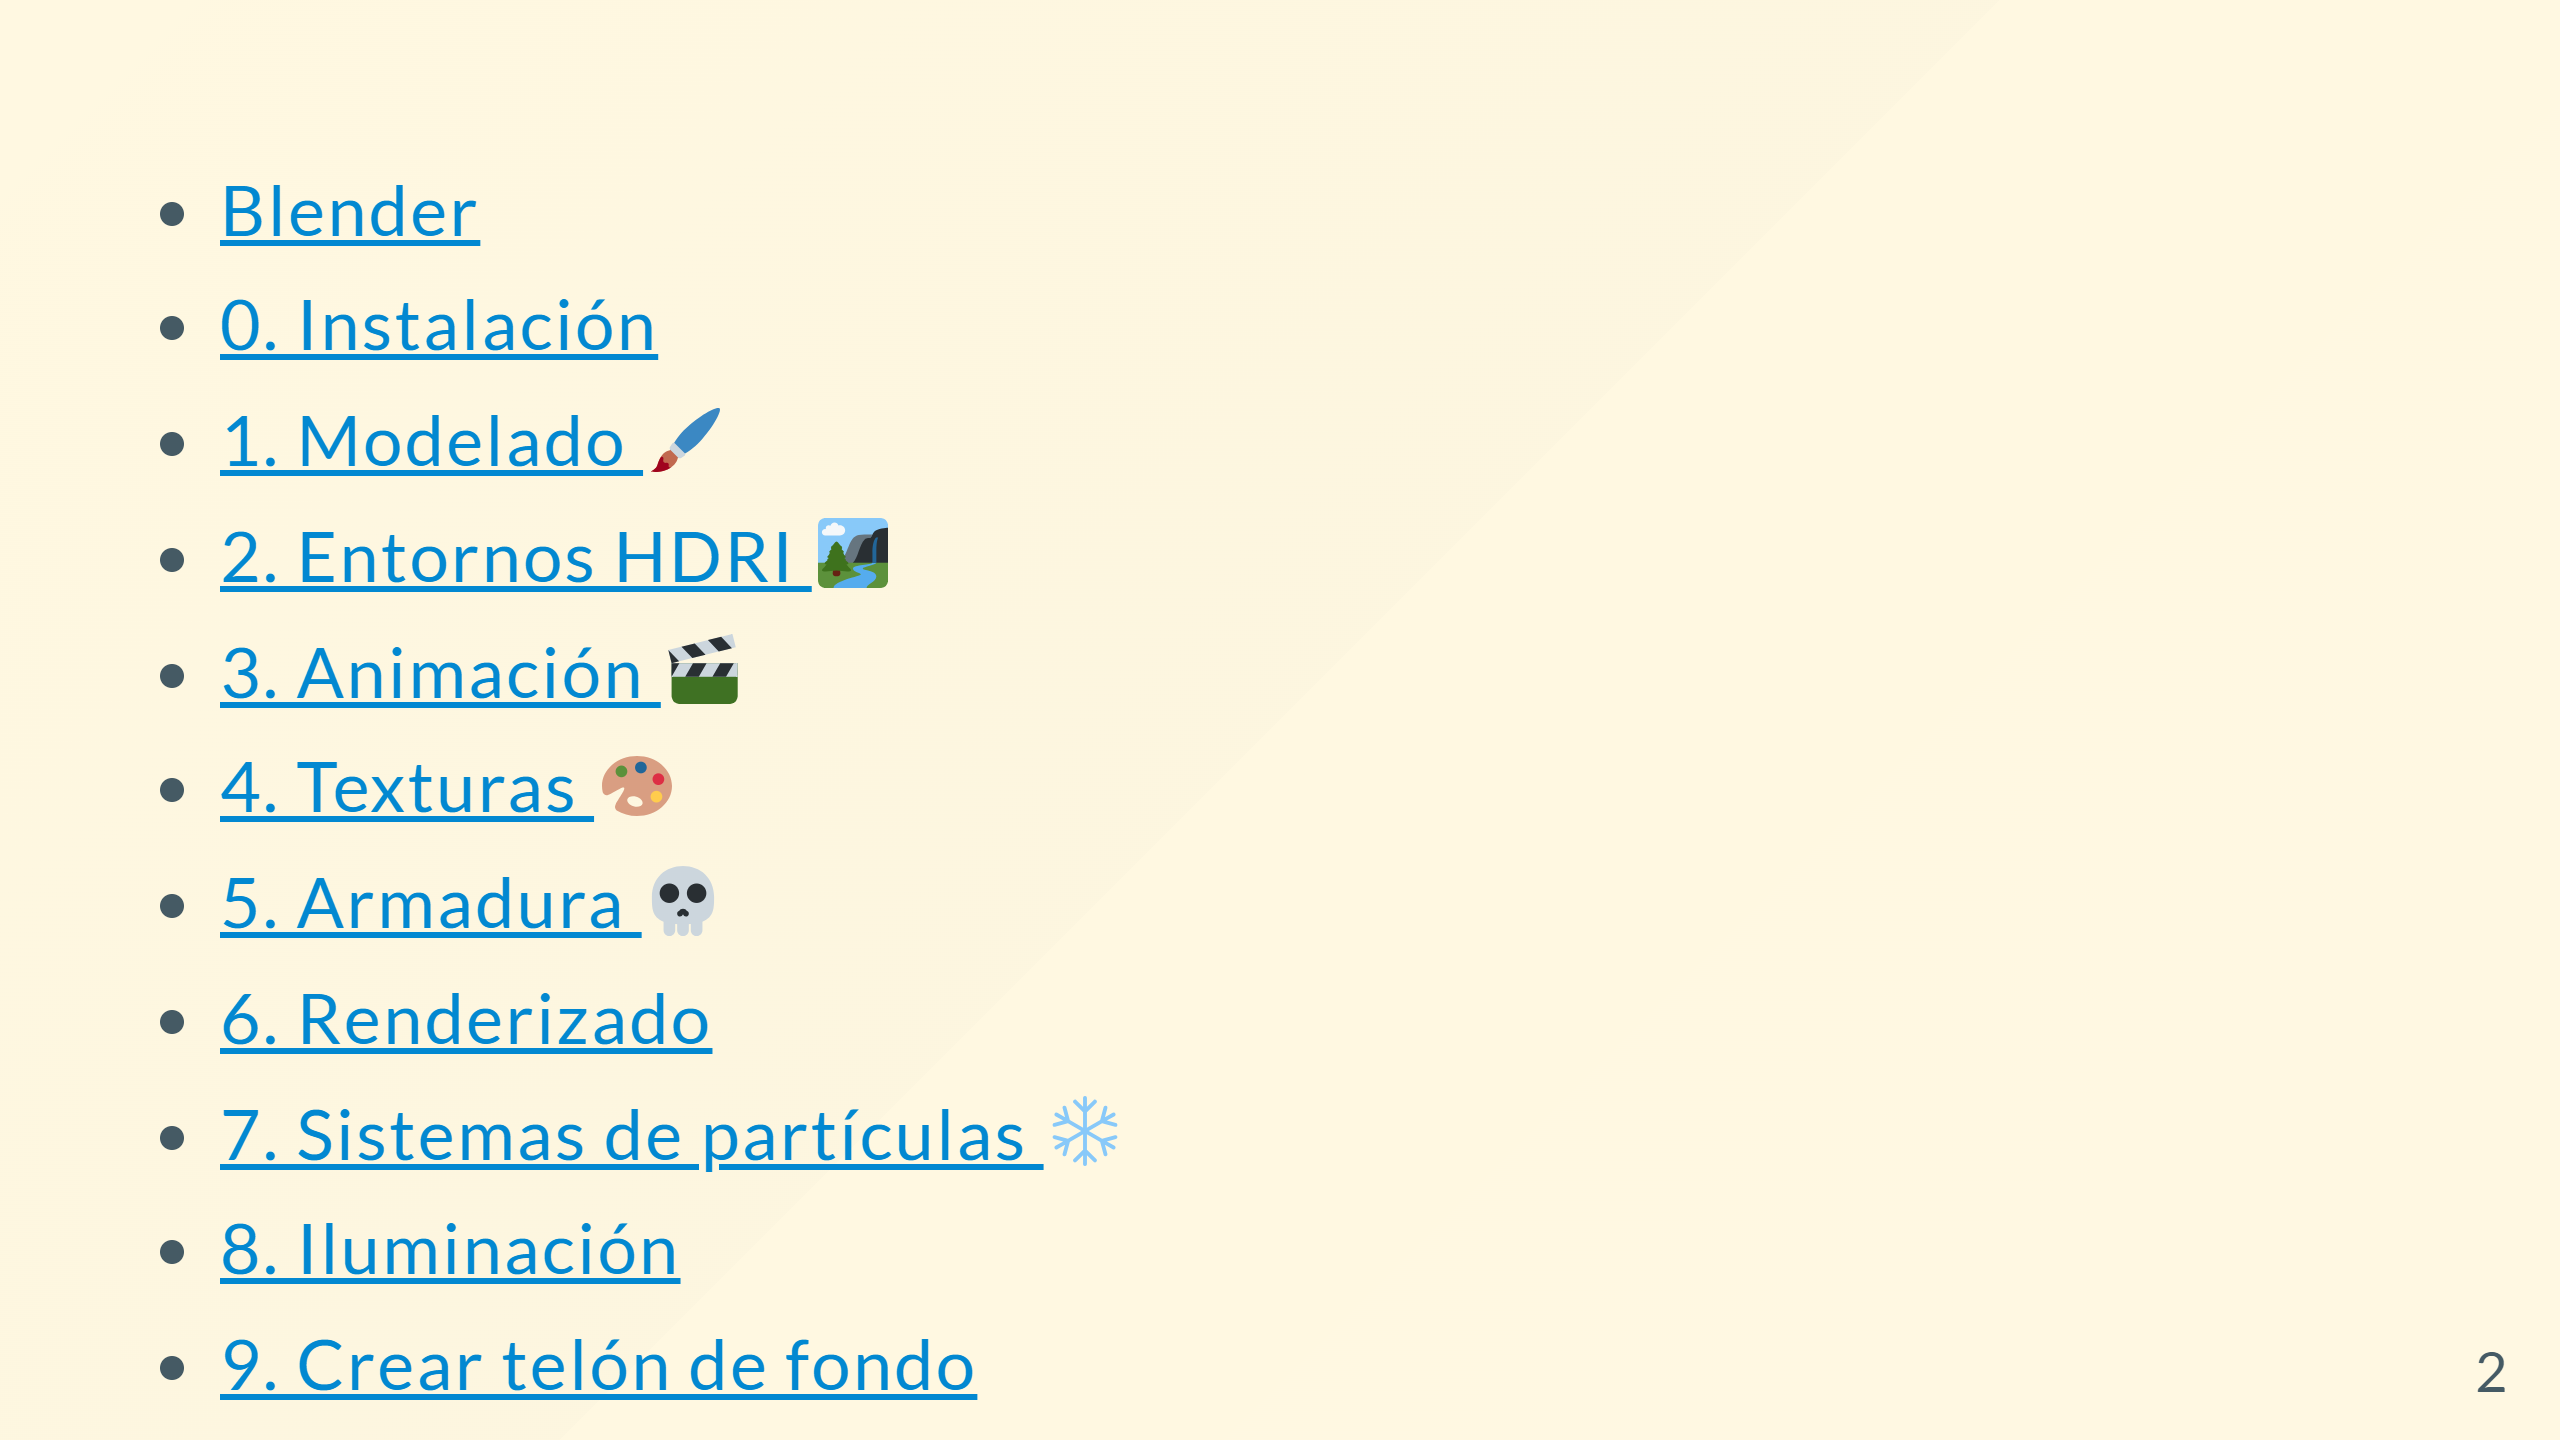 • Blender
• 0. Instalación
• 1. Modelado 🖌️
• 2. Entornos HDRI 🏞️
• 3. Animación 🎬
• 4. Texturas 🎨
• 5. Armadura 💀
• 6. Renderizado
• 7. Sistemas de partículas ❄️
• 8. Iluminación
• 9. Crear telón de fondo
2